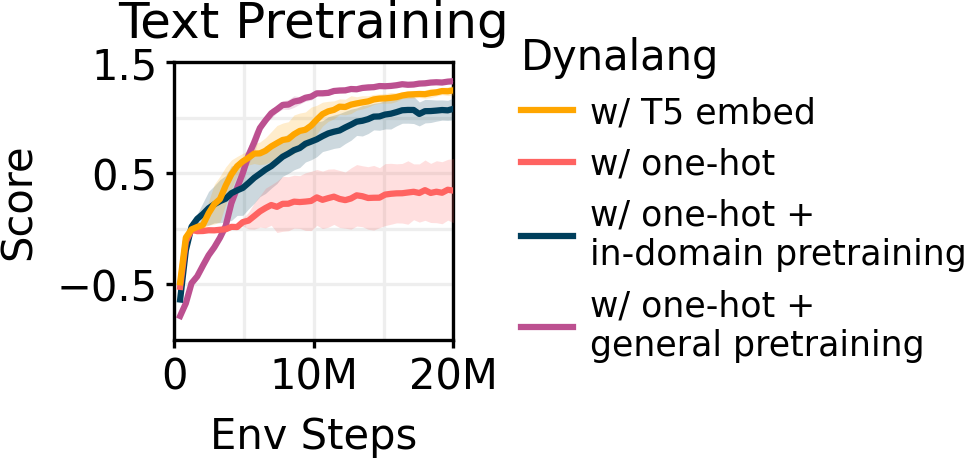 Text Pretraining
1.5
0.5
−0.5
Score
0
10M
20M
Env Steps
Dynalang
w/ T5 embed
w/ one-hot
w/ one-hot +
in-domain pretraining
w/ one-hot +
general pretraining